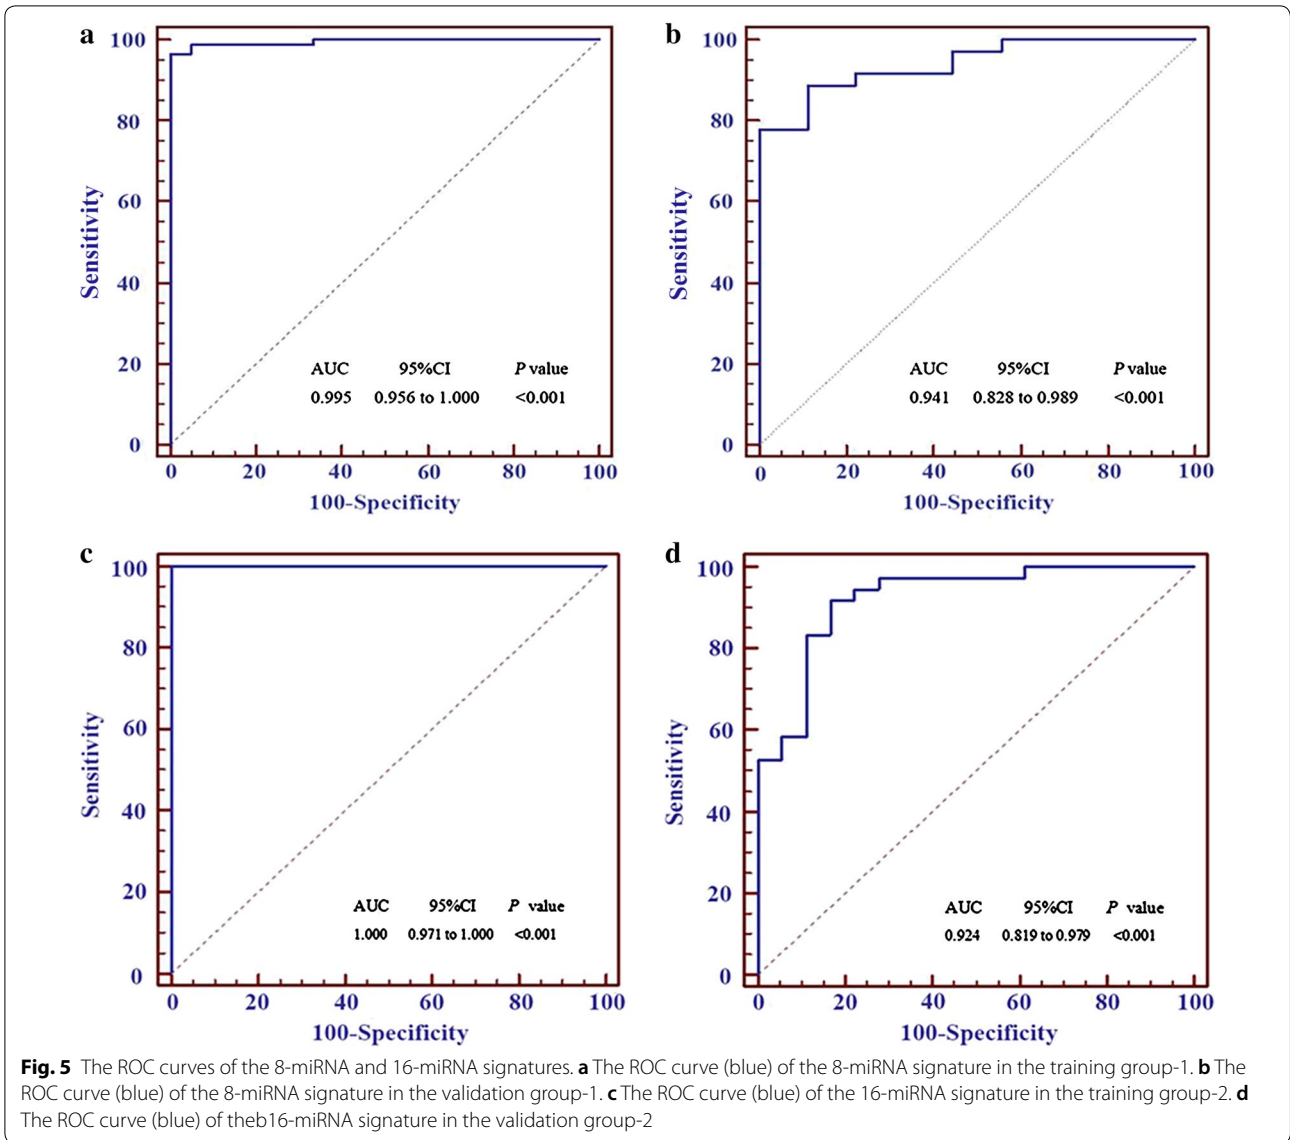 a
100
80
60
40
20
0
Sensitivity
AUC 95%CI P value
0.995 0.956 to 1.000 <0.001
0 20 40 60 80 100
100-Specificity
b
100
80
60
40
20
0
Sensitivity
AUC 95%CI P value
0.941 0.828 to 0.989 <0.001
0 20 40 60 80 100
100-Specificity
c
100
80
60
40
20
0
Sensitivity
AUC 95%CI P value
1.000 0.971 to 1.000 <0.001
0 20 40 60 80 100
100-Specificity
d
100
80
60
40
20
0
Sensitivity
AUC 95%CI P value
0.924 0.819 to 0.979 <0.001
0 20 40 60 80 100
100-Specificity
Fig. 5 The ROC curves of the 8-miRNA and 16-miRNA signatures. a The ROC curve (blue) of the 8-miRNA signature in the training group-1. b The
ROC curve (blue) of the 8-miRNA signature in the validation group-1. c The ROC curve (blue) of the 16-miRNA signature in the training group-2. d
The ROC curve (blue) of theb16-miRNA signature in the validation group-2